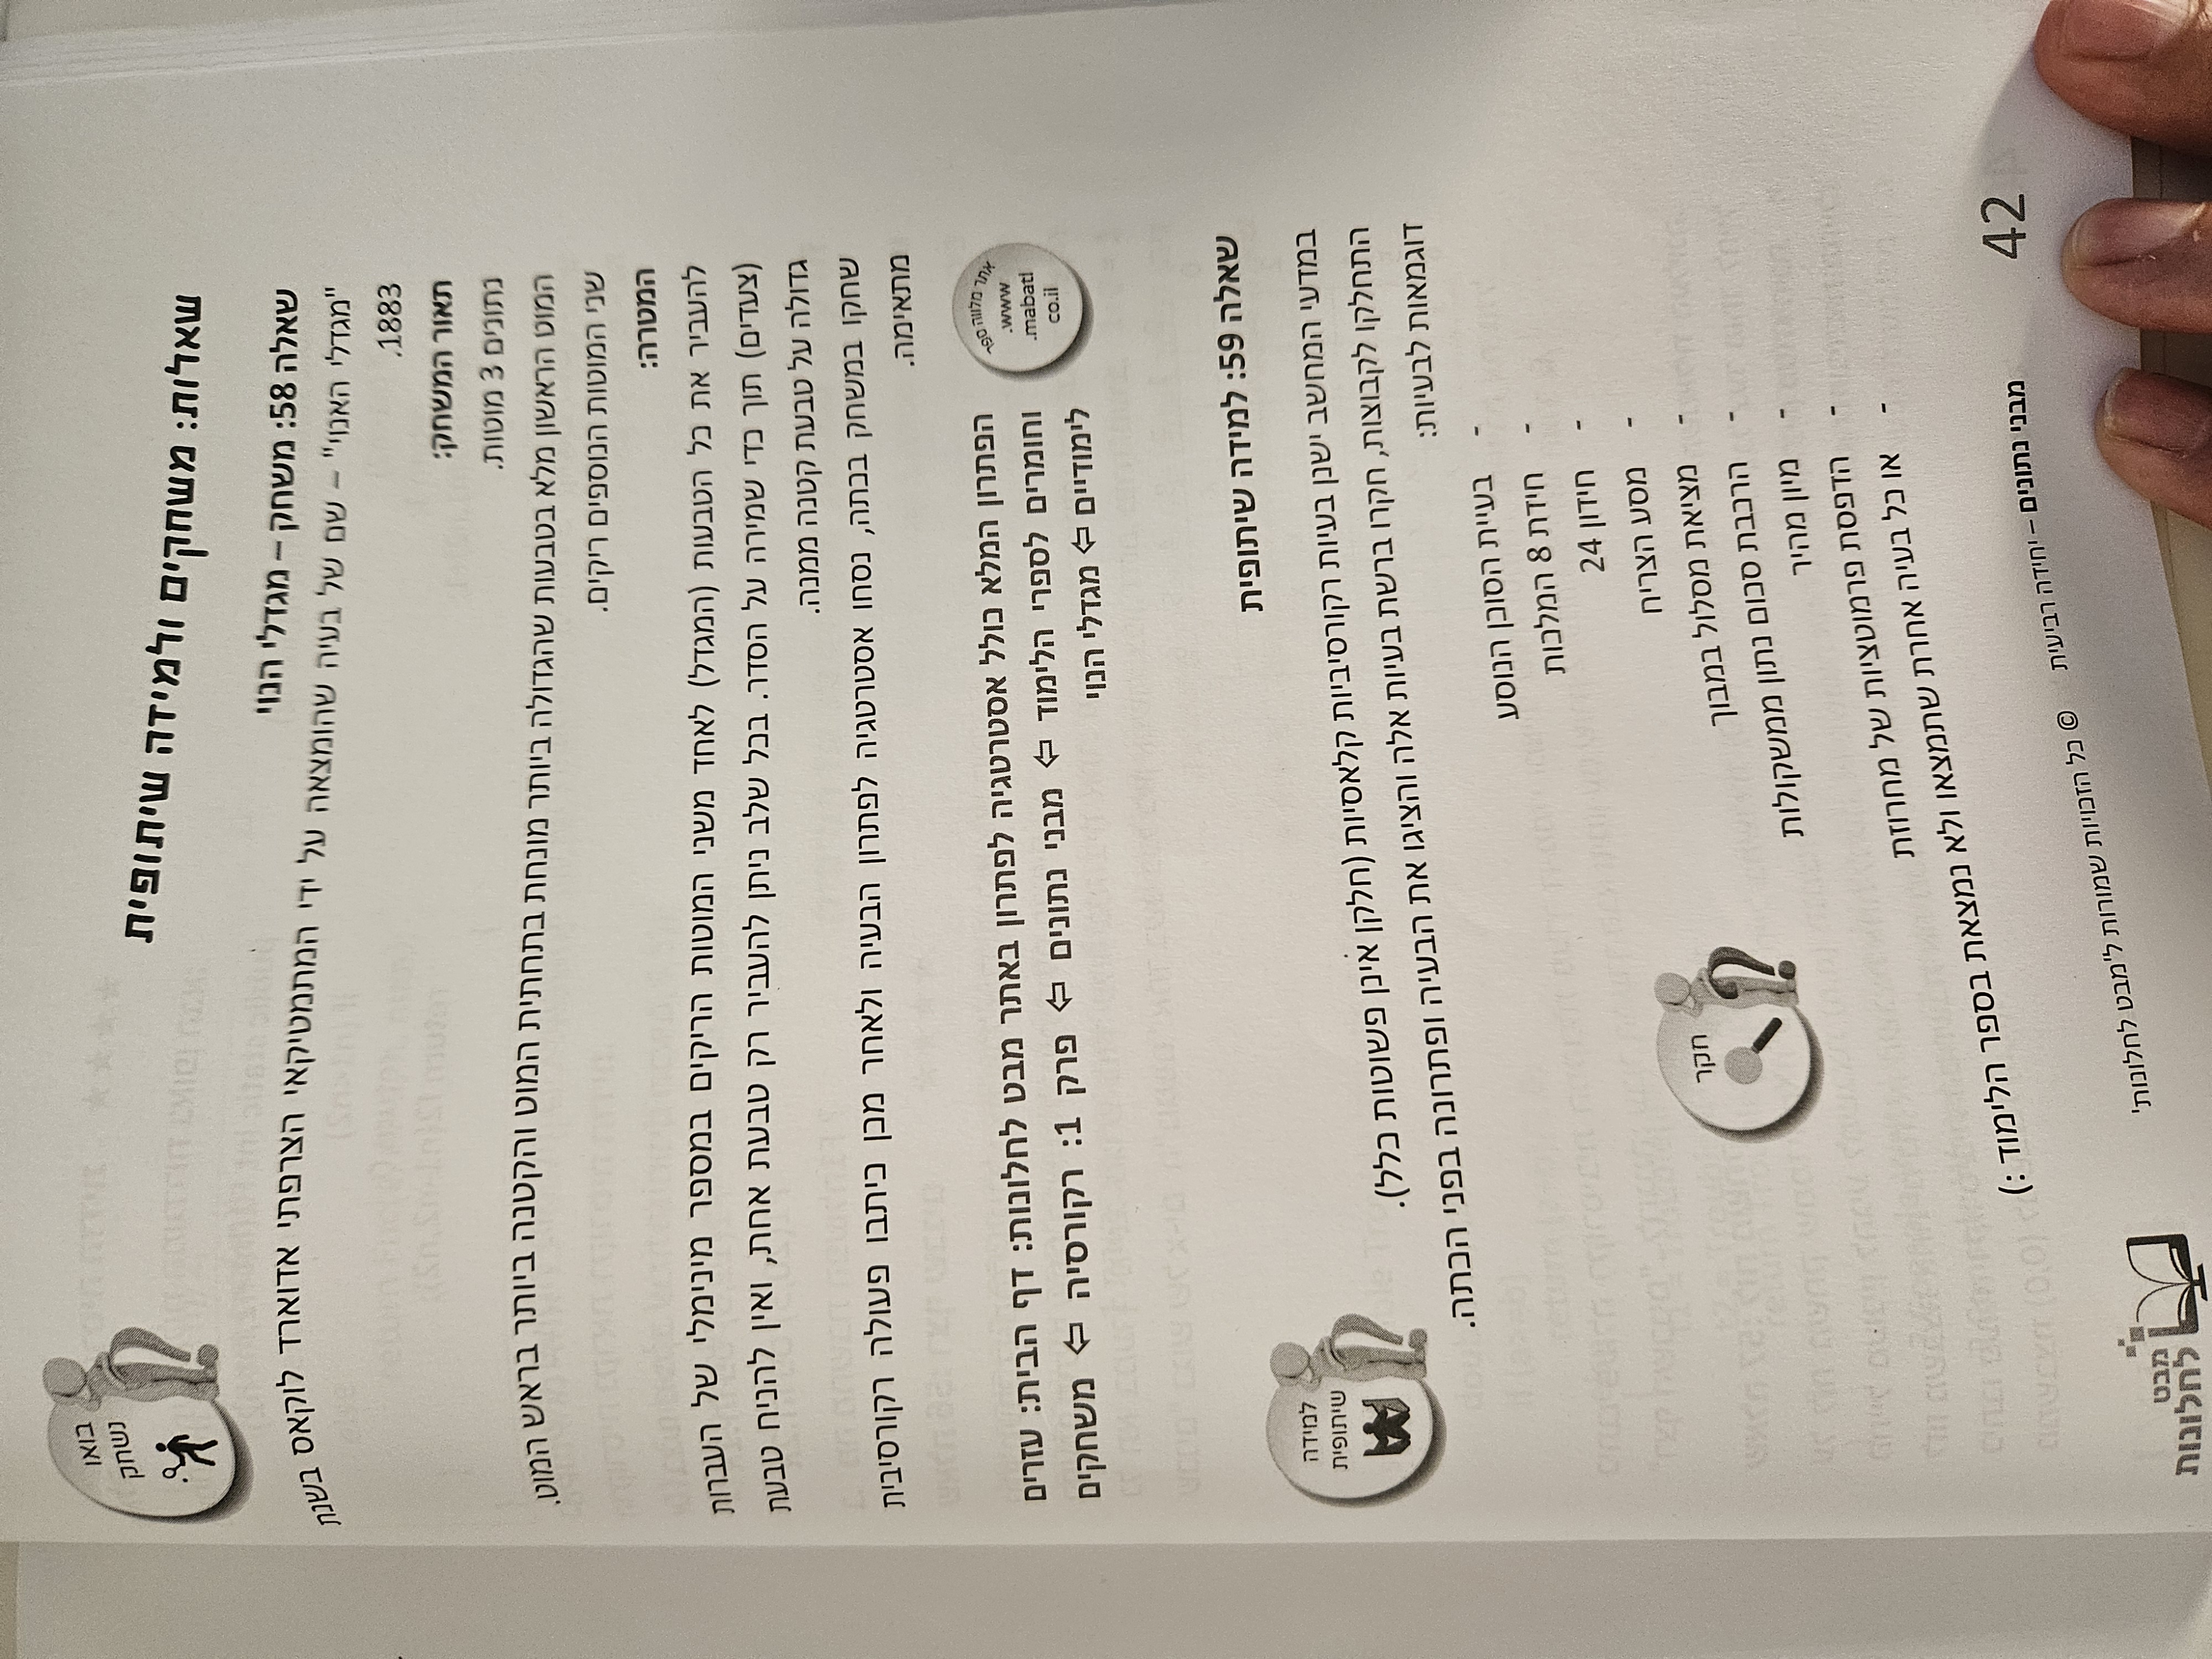 בואו
נשחק
שאלות: משחקים ולמידה שיתופית
שאלה 58: משחק – מגדלי הנוי
"מגדלי האנוי" – שם של בעיה שהומצאה על ידי המתמטיקאי הצרפתי אדוארד לוקאס בשנת
1883.
תאור המשחק:
נתונים 3 מוטות.
המוט הראשון מלא בטבעות שהגדולה ביותר מונחת בתחתית המוט והקטנה ביותר בראש המוט.
שני המוטות הנוספים ריקים.
המטרה:
להעביר את כל הטבעות (המגדל) לאחד משני המוטות הריקים במספר מינימלי של העברות
(צעדים) תוך כדי שמירה על הסדר. בכל שלב ניתן להעביר רק טבעת אחת, ואין להניח טבעת
גדולה על טבעת קטנה ממנה.
שחקו במשחק בכתה, נסחו אסטרטגיה לפתרון הבעיה ולאחר מכן כיתבו פעולה רקורסיבית
מתאימה.
אתר מלווה ספר
www.
mabatl.
co.il
הפתרון המלא כולל אסטרטגיה לפתרון באתר מבט לחלונות: דף הבית: עזרים
וחומרים לספרי הלימוד ⇦ מבני נתונים ⇦ פרק 1: רקורסיה ⇦ משחקים
לימודיים ⇦ מגדלי הנוי
שאלה 59: למידה שיתופית
למידה
שיתופית
במדעי המחשב ישנן בעיות רקורסיביות קלאסיות (חלקן אינן פשוטות כלל).
התחלקו לקבוצות, חקרו ברשת בעיות אלה והציגו את הבעיה ופתרונה בפני הכתה.
דוגמאות לבעיות:
- בעיית הסוכן הנוסע
- חידת 8 המלכות
- חידון 24
- מסע הצריח
- מציאת מסלול במבוך
- הרכבת סכום נתון ממשקולות
- מיון מהיר
- הדפסת פרמוטציות של מחרוזת
- או כל בעיה אחרת שתמצאו ולא נמצאת בספר הלימוד :)
חקר
42
מבני נתונים – יחידה רביעית © כל הזכויות שמורות ל'מבט לחלונות'
מבט
לחלונות